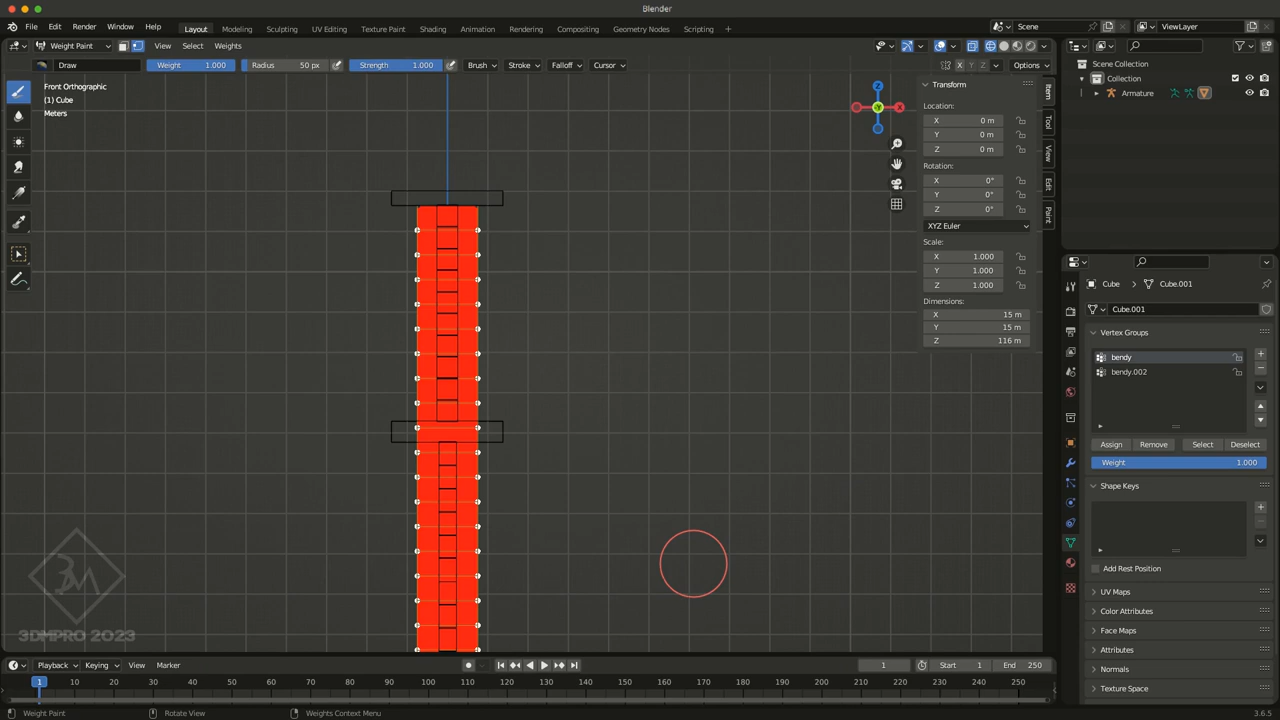 Blender
File Edit Render Window Help
Layout Modeling Sculpting UV Editing Texture Paint Shading Animation Rendering Compositing Geometry Nodes Scripting +
Scene
ViewLayer
Weight Paint View Select Weights
Draw Weight 1.000 Radius 50 px Strength 1.000 Brush Stroke Falloff Cursor
X Y Z Options
Front Orthographic
(1) Cube
Meters
Z
X
Y
Item
Tool
View
Edit
Paint
Transform
Location:
X 0 m
Y 0 m
Z 0 m
Rotation:
X 0°
Y 0°
Z 0°
XYZ Euler
Scale:
X 1.000
Y 1.000
Z 1.000
Dimensions:
X 15 m
Y 15 m
Z 116 m
Scene Collection
Collection
Armature
Cube Cube.001
Cube.001
Vertex Groups
bendy
bendy.002
Assign Remove Select Deselect
Weight 1.000
Shape Keys
Add Rest Position
UV Maps
Color Attributes
Face Maps
Attributes
Normals
Texture Space
3M
3DMPRO 2023
Playback Keying View Marker
1 Start 1 End 250
1 10 20 30 40 50 60 70 80 90 100 110 120 130 140 150 160 170 180 190 200 210 220 230 240 250
Weight Paint Rotate View Weights Context Menu
3.6.5